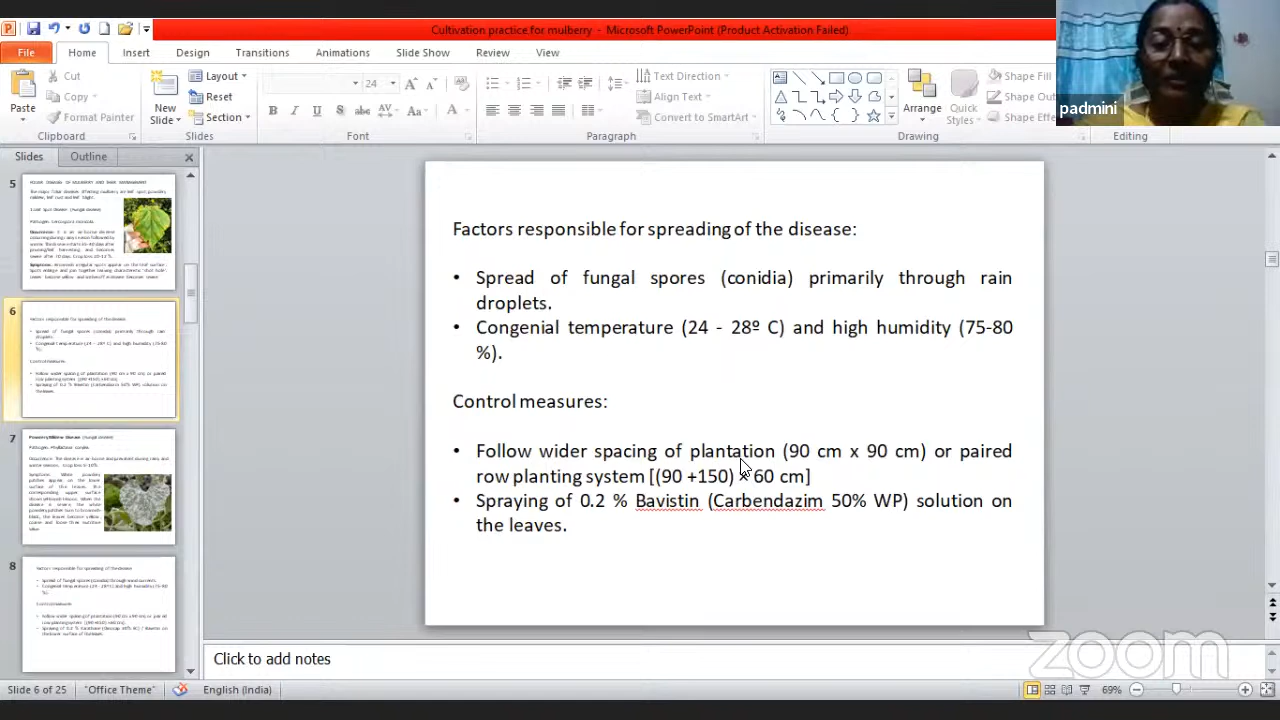 Cultivation practice for mulberry - Microsoft PowerPoint (Product Activation Failed)
File Home Insert Design Transitions Animations Slide Show Review View
Paste
Cut
Copy
Format Painter
Clipboard
New Slide
Layout
Reset
Section
Slides
24
Font
Paragraph
Text Direction
Align Text
Convert to SmartArt
Arrange
Quick Styles
Shape Fill
Shape Ou
Shape Effe
Drawing
Editing
padmini
Slides Outline
5
6
7
8
Factors responsible for spreading of the disease:
• Spread of fungal spores (conidia) primarily through rain
droplets.
• Congenial temperature (24 - 28º C) and high humidity (75-80
%).
Control measures:
• Follow wider spacing of plantation (90 cm x 90 cm) or paired
row planting system [(90 +150) × 60 cm]
• Spraying of 0.2 % Bavistin (Carbondazim 50% WP) solution on
the leaves.
Click to add notes
zoom
Slide 6 of 25 "Office Theme" English (India) 69%